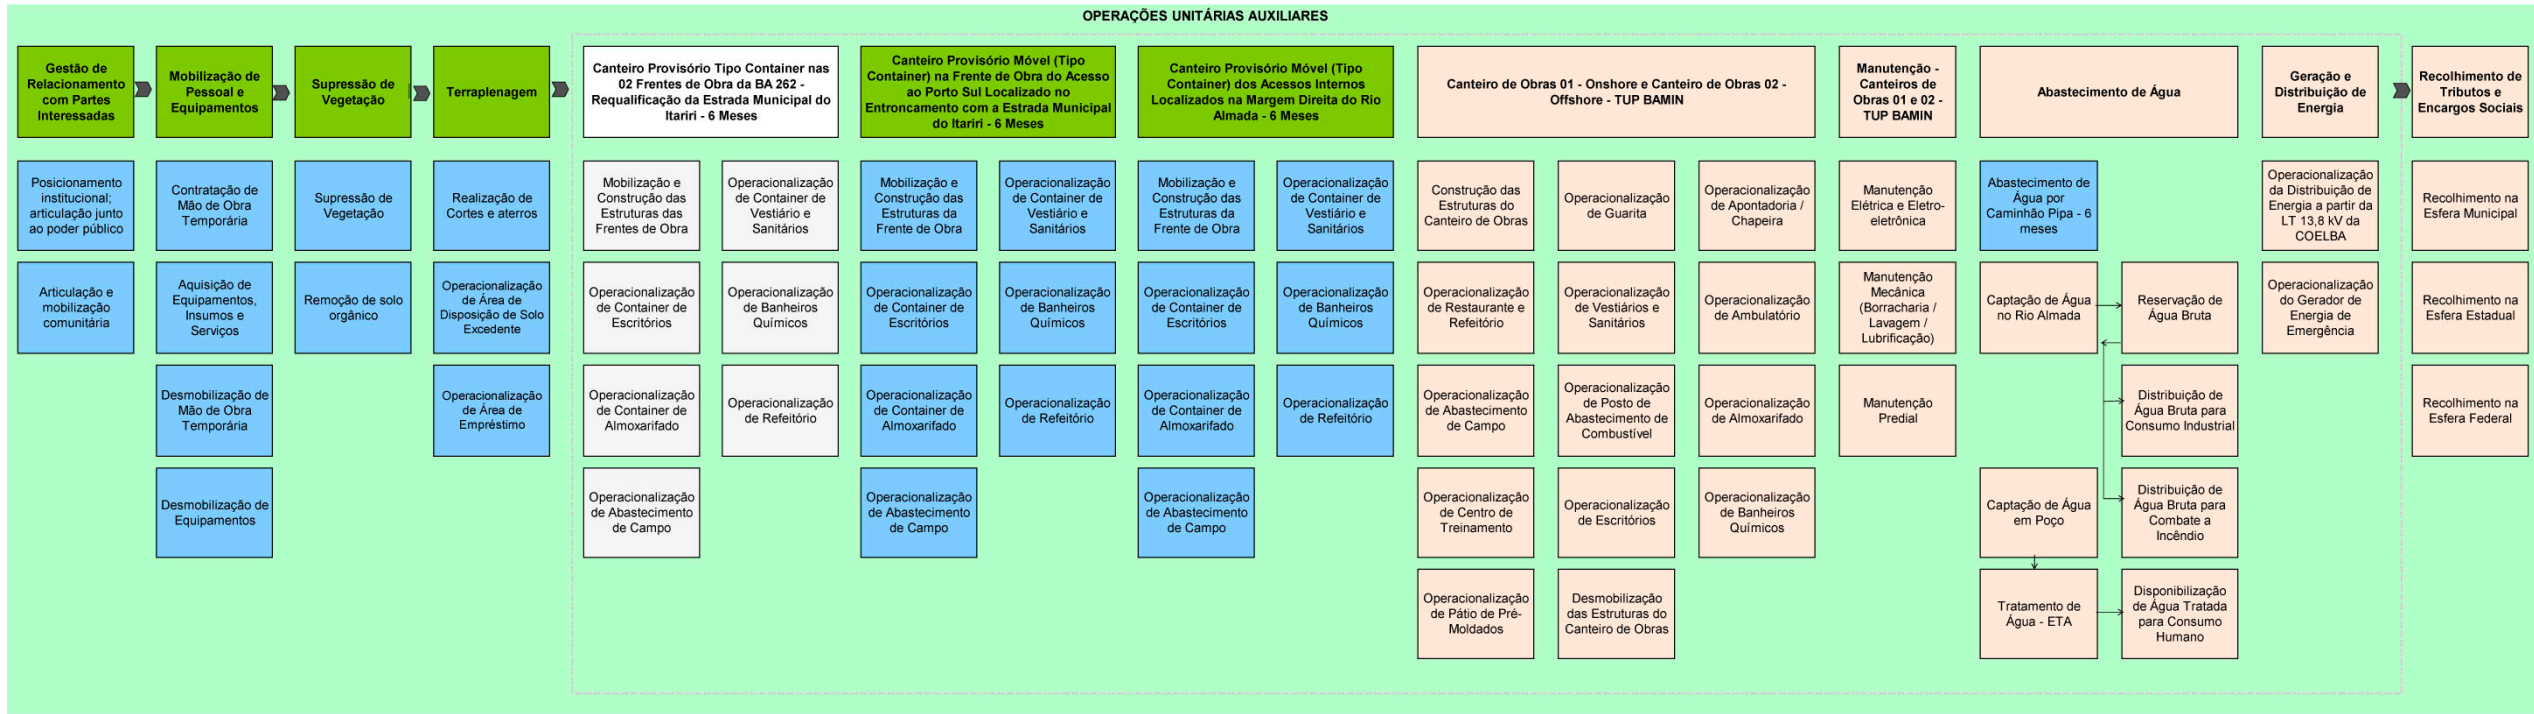 OPERAÇÕES UNITÁRIAS AUXILIARES
Gestão de
Relacionamento
com Partes
Interessadas
Mobilização de
Pessoal e
Equipamentos
Supressão de
Vegetação
Terraplenagem
Canteiro Provisório Tipo Container nas
02 Frentes de Obra da BA 262 -
Requalificação da Estrada Municipal do
Itariri - 6 Meses
Canteiro Provisório Móvel (Tipo
Container) na Frente de Obra do Acesso
ao Porto Sul Localizado no
Entroncamento com a Estrada Municipal
do Itariri - 6 Meses
Canteiro Provisório Móvel (Tipo
Container) dos Acessos Internos
Localizados na Margem Direita do Rio
Almada - 6 Meses
Canteiro de Obras 01 - Onshore e Canteiro de Obras 02 -
Offshore - TUP BAMIN
Manutenção -
Canteiros de
Obras 01 e 02 -
TUP BAMIN
Abastecimento de Água
Geração e
Distribuição de
Energia
Recolhimento de
Tributos e
Encargos Sociais
Posicionamento
institucional;
articulação junto
ao poder público
Contratação de
Mão de Obra
Temporária
Supressão de
Vegetação
Realização de
Cortes e aterros
Mobilização e
Construção das
Estruturas das
Frentes de Obra
Operacionalização
de Container de
Vestiário e
Sanitários
Mobilização e
Construção das
Estruturas da
Frente de Obra
Operacionalização
de Container de
Vestiário e
Sanitários
Mobilização e
Construção das
Estruturas da
Frente de Obra
Operacionalização
de Container de
Vestiário e
Sanitários
Construção das
Estruturas do
Canteiro de Obras
Operacionalização
de Guarita
Operacionalização
de Apontadoria /
Chapeira
Manutenção
Elétrica e Eletro-
eletrônica
Abastecimento de
Água por
Caminhão Pipa - 6
meses
Operacionalização
da Distribuição de
Energia a partir da
LT 13,8 kV da
COELBA
Recolhimento na
Esfera Municipal
Articulação e
mobilização
comunitária
Aquisição de
Equipamentos,
Insumos e
Serviços
Remoção de solo
orgânico
Operacionalização
de Área de
Disposição de Solo
Excedente
Operacionalização
de Container de
Escritórios
Operacionalização
de Banheiros
Químicos
Operacionalização
de Container de
Escritórios
Operacionalização
de Banheiros
Químicos
Operacionalização
de Container de
Escritórios
Operacionalização
de Banheiros
Químicos
Operacionalização
de Restaurante e
Refeitório
Operacionalização
de Vestiários e
Sanitários
Operacionalização
de Ambulatório
Manutenção
Mecânica
(Borracharia /
Lavagem /
Lubrificação)
Captação de Água
no Rio Almada
Reservação de
Água Bruta
Operacionalização
do Gerador de
Energia de
Emergência
Recolhimento na
Esfera Estadual
Desmobilização de
Mão de Obra
Temporária
Operacionalização
de Área de
Empréstimo
Operacionalização
de Container de
Almoxarifado
Operacionalização
de Refeitório
Operacionalização
de Container de
Almoxarifado
Operacionalização
de Refeitório
Operacionalização
de Container de
Almoxarifado
Operacionalização
de Refeitório
Operacionalização
de Abastecimento
de Campo
Operacionalização
de Posto de
Abastecimento de
Combustível
Operacionalização
de Almoxarifado
Manutenção
Predial
Distribuição de
Água Bruta para
Consumo Industrial
Recolhimento na
Esfera Federal
Desmobilização de
Equipamentos
Operacionalização
de Abastecimento
de Campo
Operacionalização
de Abastecimento
de Campo
Operacionalização
de Abastecimento
de Campo
Operacionalização
de Centro de
Treinamento
Operacionalização
de Escritórios
Operacionalização
de Banheiros
Químicos
Captação de Água
em Poço
Distribuição de
Água Bruta para
Combate a
Incêndio
Operacionalização
de Pátio de Pré-
Moldados
Desmobilização
das Estruturas do
Canteiro de Obras
Tratamento de
Água - ETA
Disponibilização
de Água Tratada
para Consumo
Humano